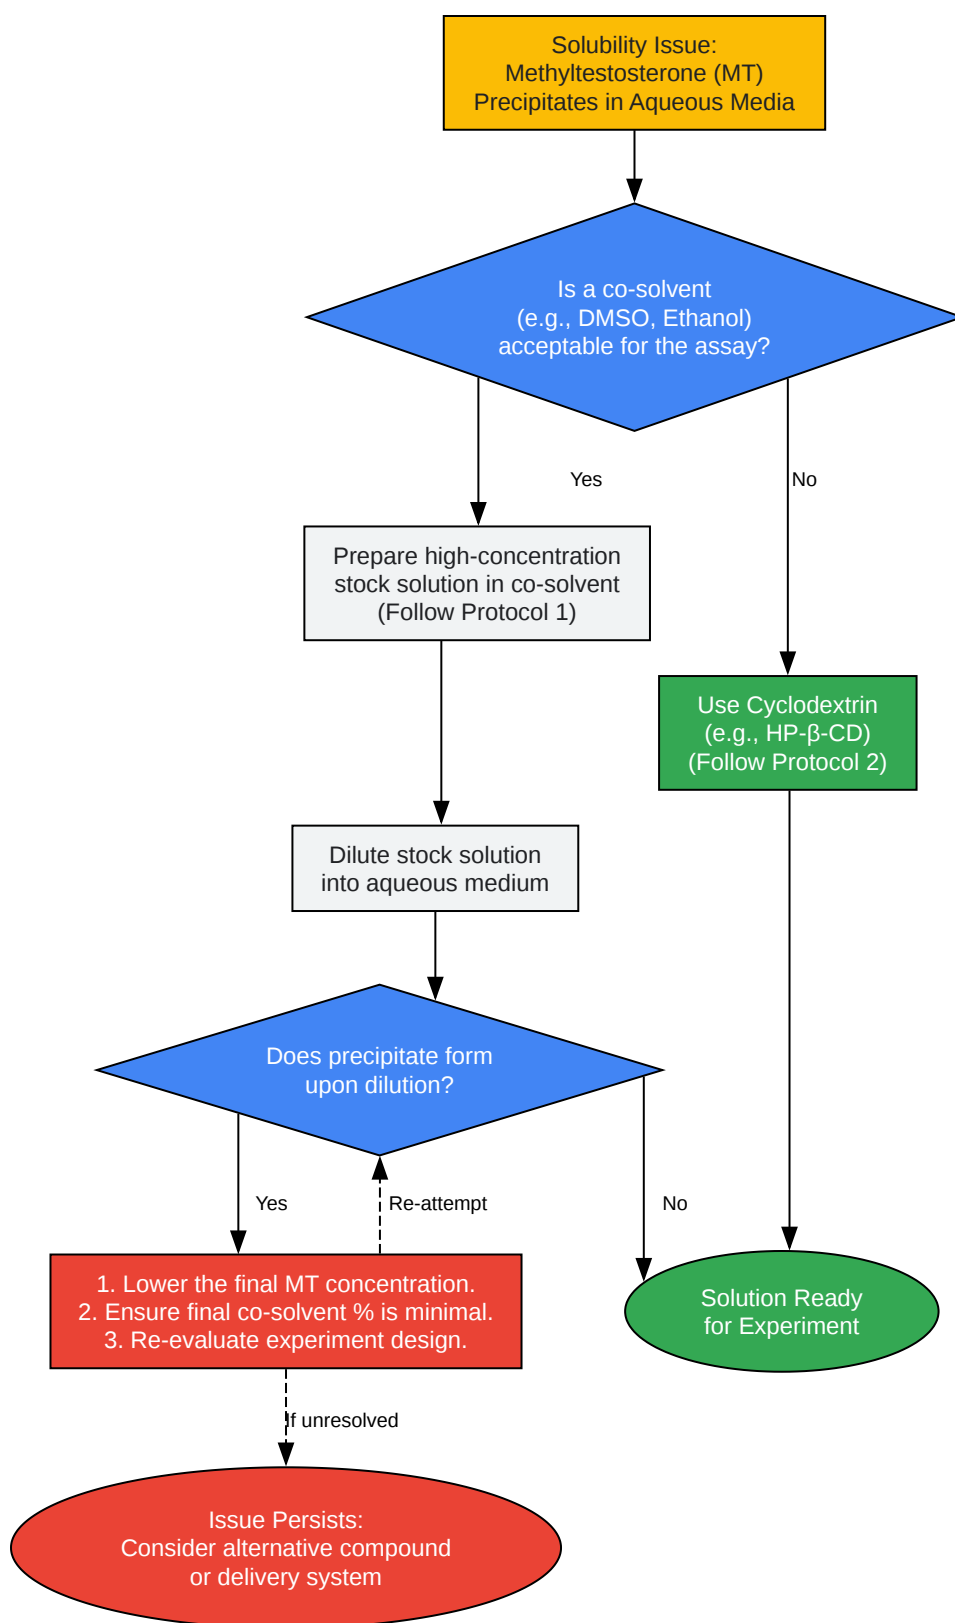 Solubility Issue:
Methyltestosterone (MT)
Precipitates in Aqueous Media
Is a co-solvent
(e.g., DMSO, Ethanol)
acceptable for the assay?
Yes
No
Prepare high-concentration
stock solution in co-solvent
(Follow Protocol 1)
Use Cyclodextrin
(e.g., HP-β-CD)
(Follow Protocol 2)
Dilute stock solution
into aqueous medium
Does precipitate form
upon dilution?
Yes
Re-attempt
No
1. Lower the final MT concentration.
2. Ensure final co-solvent % is minimal.
3. Re-evaluate experiment design.
Solution Ready
for Experiment
If unresolved
Issue Persists:
Consider alternative compound
or delivery system